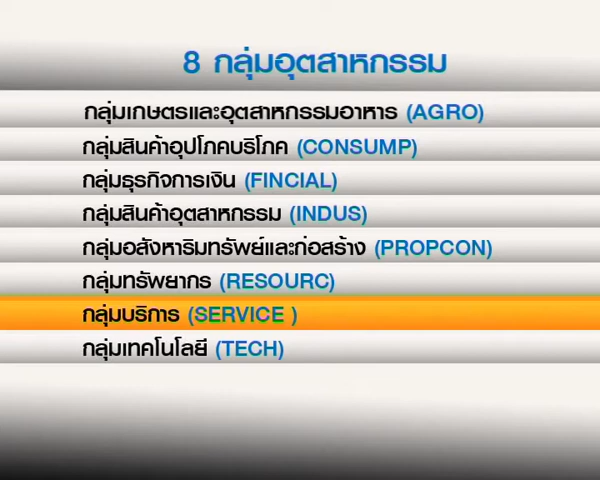 8 กลุ่มอุตสาหกรรม
กลุ่มเกษตรและอุตสาหกรรมอาหาร (AGRO)
กลุ่มสินค้าอุปโภคบริโภค (CONSUMP)
กลุ่มธุรกิจการเงิน (FINCIAL)
กลุ่มสินค้าอุตสาหกรรม (INDUS)
กลุ่มอสังหาริมทรัพย์และก่อสร้าง (PROPCON)
กลุ่มทรัพยากร (RESOURC)
กลุ่มบริการ (SERVICE )
กลุ่มเทคโนโลยี (TECH)